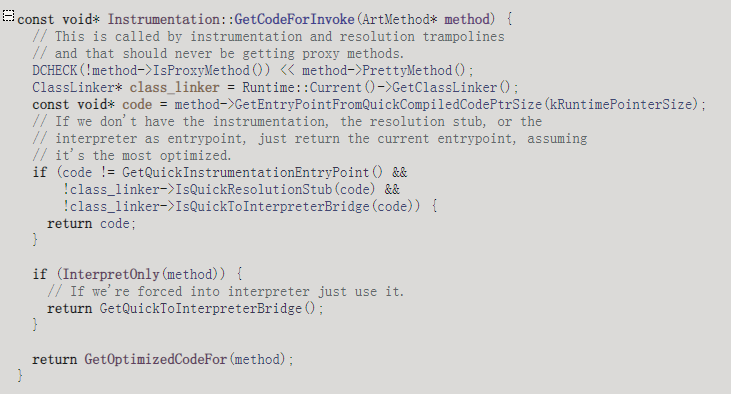 const void* Instrumentation::GetCodeForInvoke(ArtMethod* method) {
  // This is called by instrumentation and resolution trampolines
  // and that should never be getting proxy methods.
  DCHECK(!method->IsProxyMethod()) << method->PrettyMethod();
  ClassLinker* class_linker = Runtime::Current()->GetClassLinker();
  const void* code = method->GetEntryPointFromQuickCompiledCodePtrSize(kRuntimePointerSize);
  // If we don't have the instrumentation, the resolution stub, or the
  // interpreter as entrypoint, just return the current entrypoint, assuming
  // it's the most optimized.
  if (code != GetQuickInstrumentationEntryPoint() &&
      !class_linker->IsQuickResolutionStub(code) &&
      !class_linker->IsQuickToInterpreterBridge(code)) {
    return code;
  }

  if (InterpretOnly(method)) {
    // If we're forced into interpreter just use it.
    return GetQuickToInterpreterBridge();
  }

  return GetOptimizedCodeFor(method);
}